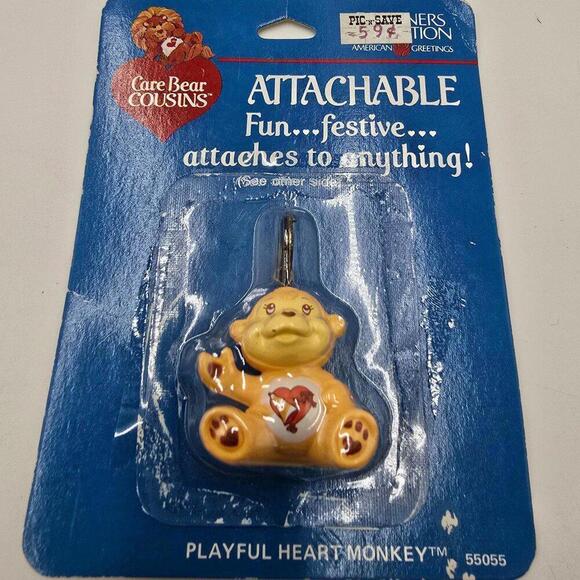 Care Bear
COUSINS™
PIC 'N' SAVE
59¢
AMERICAN GREETINGS
ATTACHABLE
Fun...festive...
attaches to anything!
(See other side)
PLAYFUL HEART MONKEY™ 55055